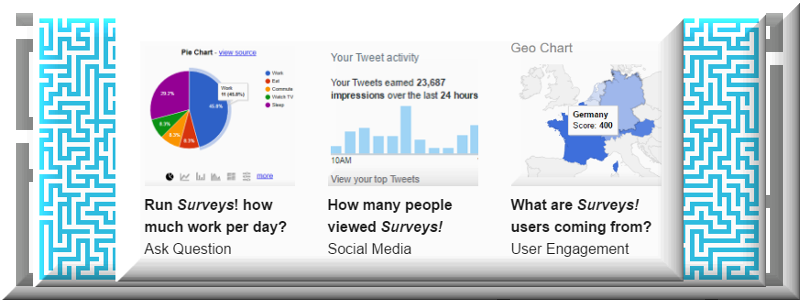 Pie Chart - view source
Work
11 (45.8%)
45.8%
29.2%
8.3%
8.3%
8.3%
Work
Eat
Commute
Watch TV
Sleep
more
Run Surveys! how
much work per day?
Ask Question
Your Tweet activity
Your Tweets earned 23,687
impressions over the last 24 hours
10AM
View your top Tweets
How many people
viewed Surveys!
Social Media
Geo Chart
Germany
Score: 400
What are Surveys!
users coming from?
User Engagement